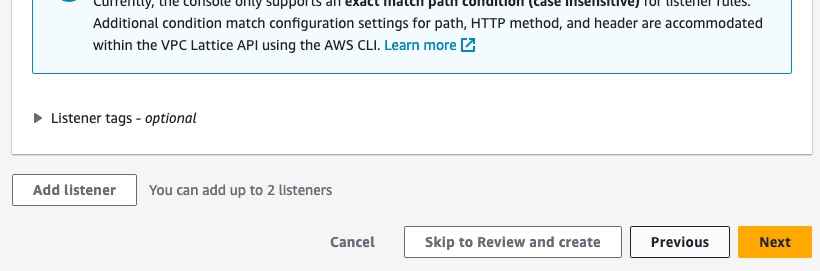 Currently, the console only supports an exact match path condition (case insensitive) for listener rules.
Additional condition match configuration settings for path, HTTP method, and header are accommodated
within the VPC Lattice API using the AWS CLI. Learn more
Listener tags - optional
Add listener You can add up to 2 listeners
Cancel Skip to Review and create Previous Next